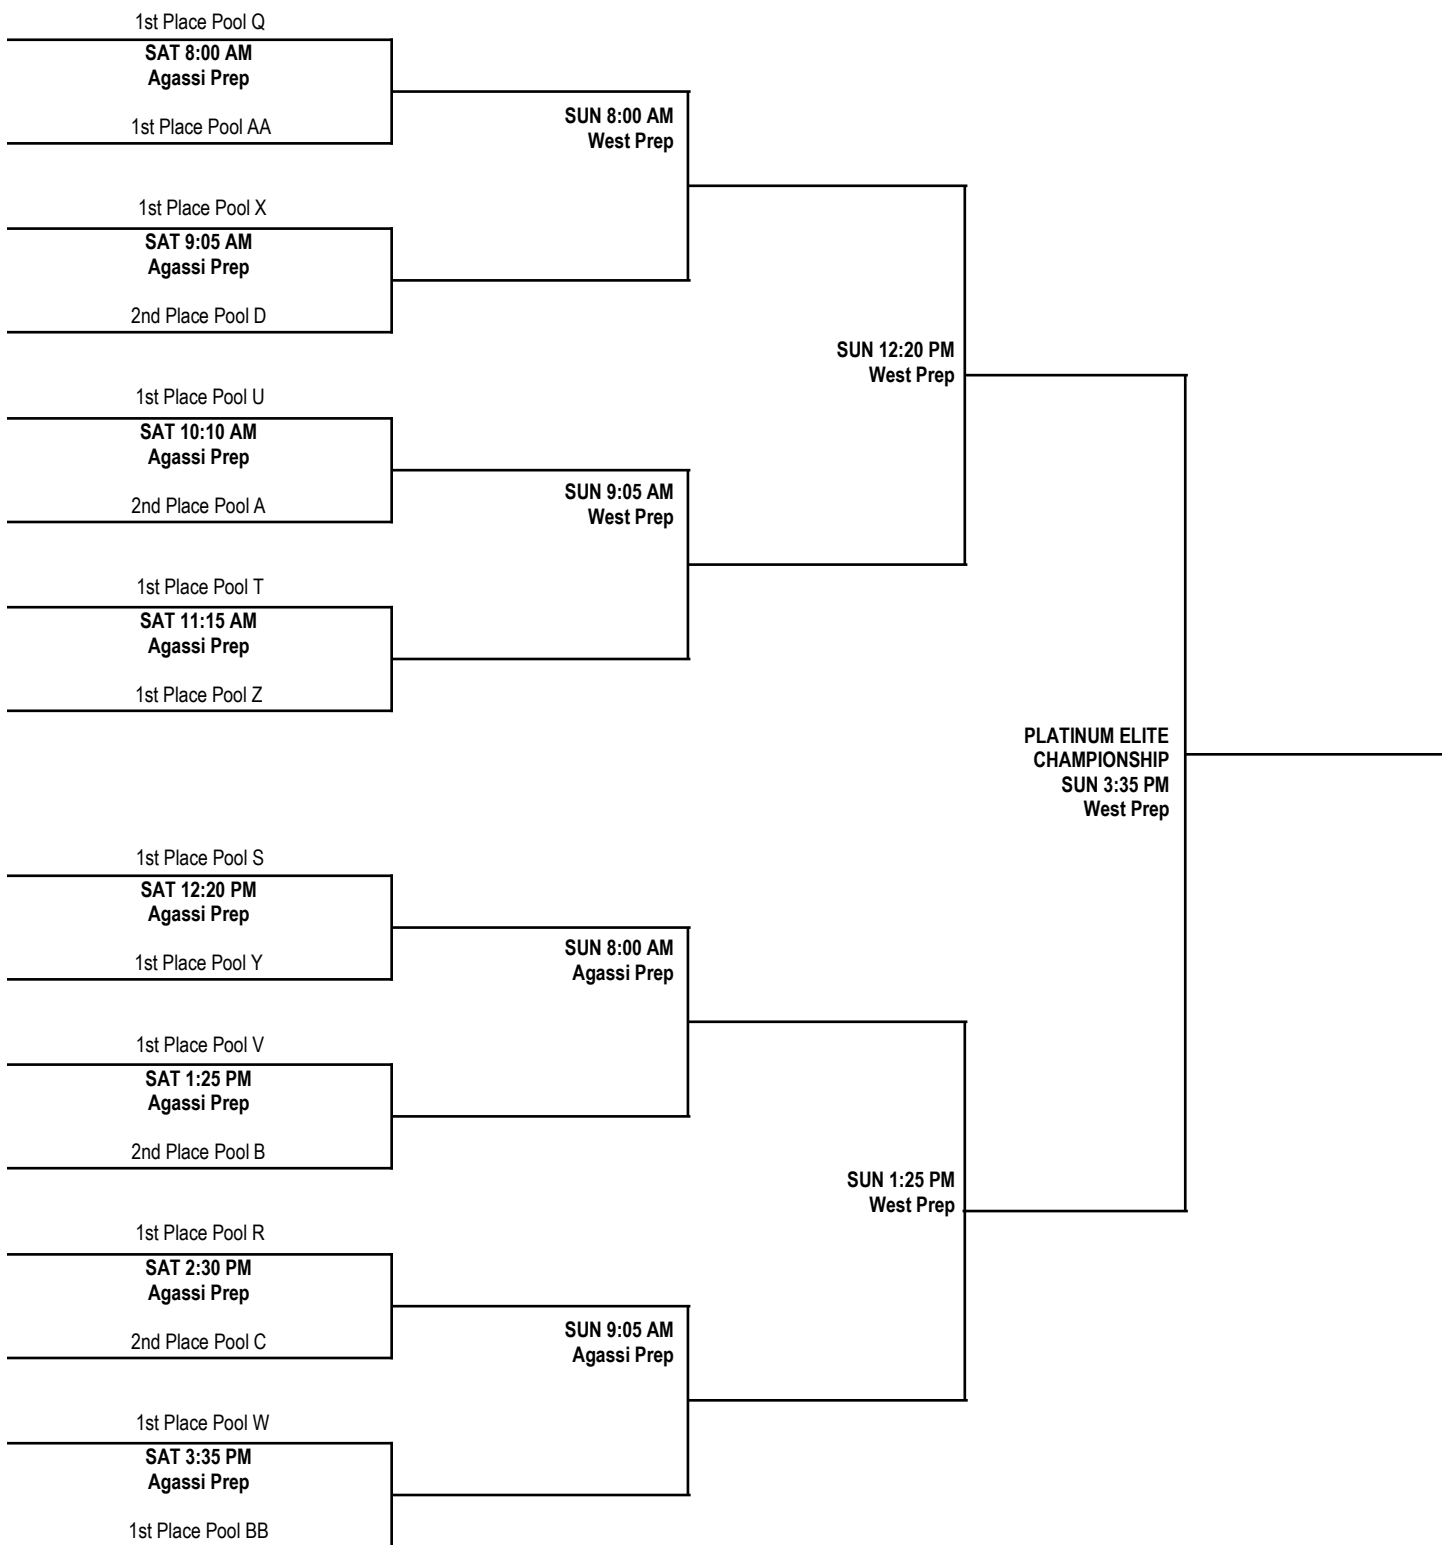 1st Place Pool Q
SAT 8:00 AM
Agassi Prep
1st Place Pool AA
SUN 8:00 AM
West Prep
1st Place Pool X
SAT 9:05 AM
Agassi Prep
2nd Place Pool D
SUN 12:20 PM
West Prep
1st Place Pool U
SAT 10:10 AM
Agassi Prep
2nd Place Pool A
SUN 9:05 AM
West Prep
1st Place Pool T
SAT 11:15 AM
Agassi Prep
1st Place Pool Z
PLATINUM ELITE
CHAMPIONSHIP
SUN 3:35 PM
West Prep
1st Place Pool S
SAT 12:20 PM
Agassi Prep
1st Place Pool Y
SUN 8:00 AM
Agassi Prep
1st Place Pool V
SAT 1:25 PM
Agassi Prep
2nd Place Pool B
SUN 1:25 PM
West Prep
1st Place Pool R
SAT 2:30 PM
Agassi Prep
2nd Place Pool C
SUN 9:05 AM
Agassi Prep
1st Place Pool W
SAT 3:35 PM
Agassi Prep
1st Place Pool BB